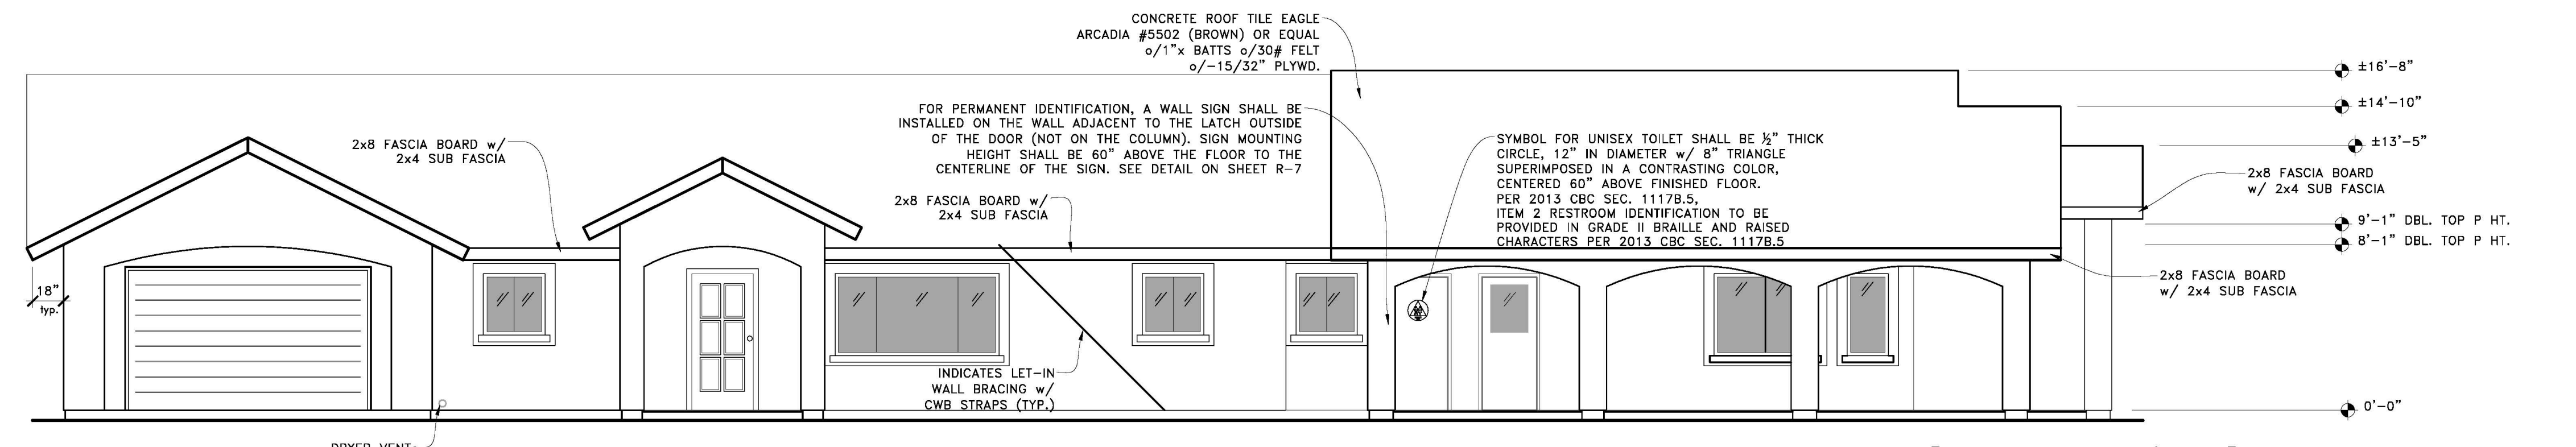 CONCRETE ROOF TILE EAGLE
ARCADIA #5502 (BROWN) OR EQUAL
o/1"x BATTS o/30# FELT
o/-15/32" PLYWD.
±16'-8"
±14'-10"
±13'-5"
FOR PERMANENT IDENTIFICATION, A WALL SIGN SHALL BE
INSTALLED ON THE WALL ADJACENT TO THE LATCH OUTSIDE
OF THE DOOR (NOT ON THE COLUMN). SIGN MOUNTING
HEIGHT SHALL BE 60" ABOVE THE FLOOR TO THE
CENTERLINE OF THE SIGN. SEE DETAIL ON SHEET R-7
2x8 FASCIA BOARD w/
2x4 SUB FASCIA
SYMBOL FOR UNISEX TOILET SHALL BE ½" THICK
CIRCLE, 12" IN DIAMETER w/ 8" TRIANGLE
SUPERIMPOSED IN A CONTRASTING COLOR,
CENTERED 60" ABOVE FINISHED FLOOR.
PER 2013 CBC SEC. 1117B.5,
ITEM 2 RESTROOM IDENTIFICATION TO BE
PROVIDED IN GRADE II BRAILLE AND RAISED
CHARACTERS PER 2013 CBC SEC. 1117B.5
2x8 FASCIA BOARD
w/ 2x4 SUB FASCIA
2x8 FASCIA BOARD w/
2x4 SUB FASCIA
9'-1" DBL. TOP P HT.
8'-1" DBL. TOP P HT.
2x8 FASCIA BOARD
w/ 2x4 SUB FASCIA
18"
typ.
INDICATES LET-IN
WALL BRACING w/
CWB STRAPS (TYP.)
0'-0"
DRYER VENT